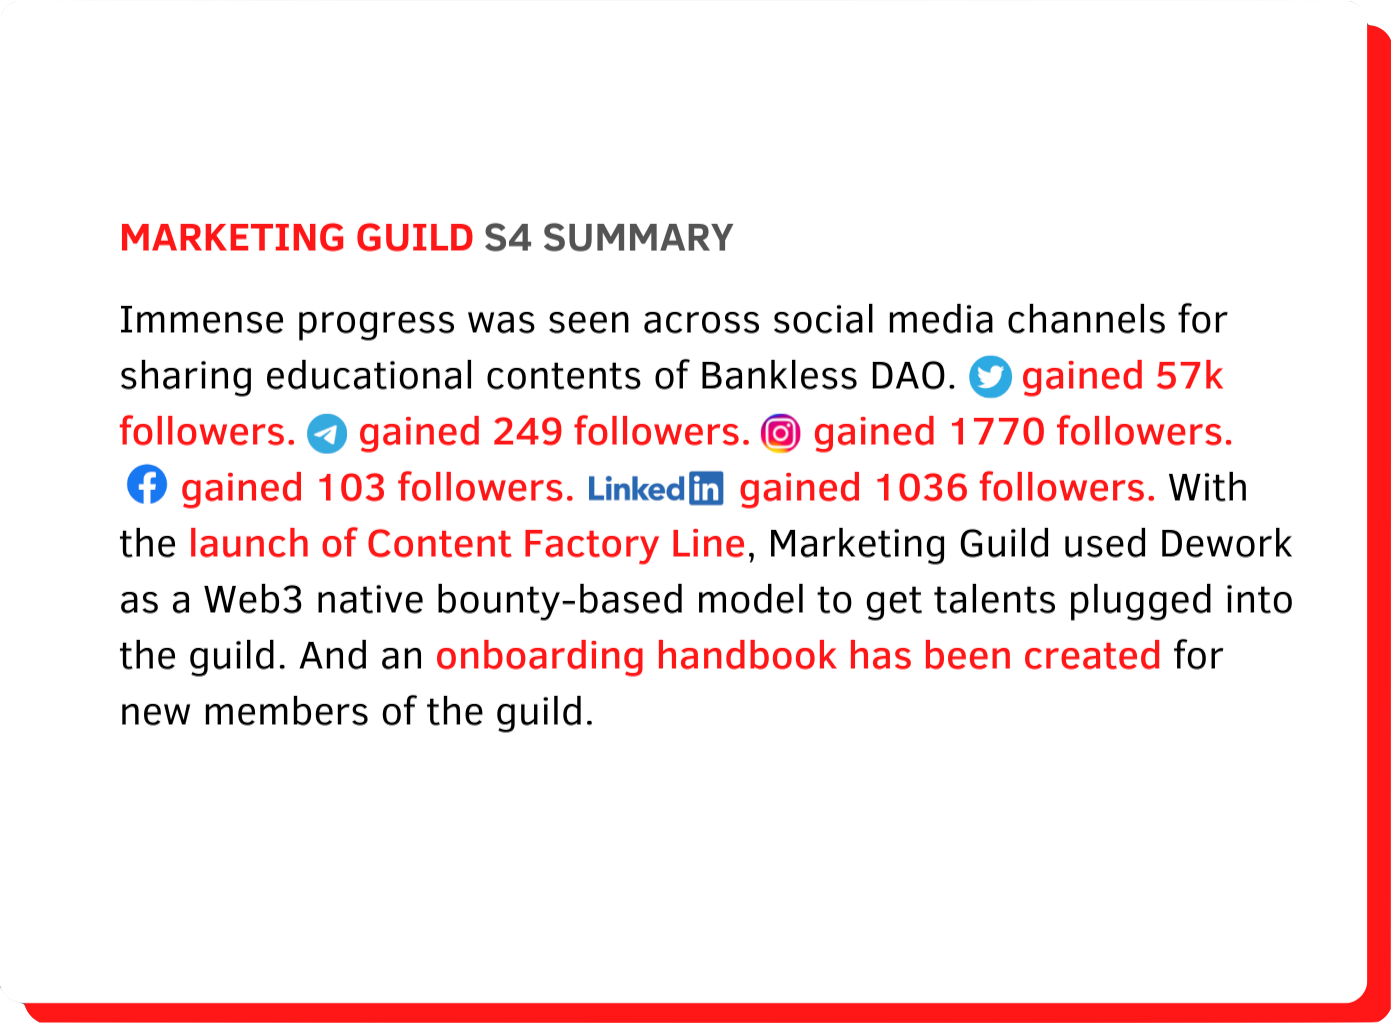 MARKETING GUILD S4 SUMMARY
Immense progress was seen across social media channels for
sharing educational contents of Bankless DAO. gained 57k
followers. gained 249 followers. gained 1770 followers.
gained 103 followers. Linked in gained 1036 followers. With
the launch of Content Factory Line, Marketing Guild used Dework
as a Web3 native bounty-based model to get talents plugged into
the guild. And an onboarding handbook has been created for
new members of the guild.